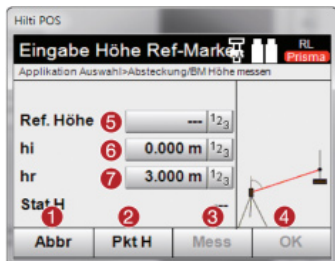 Hilti POS
Eingabe Höhe Ref-Marke
RL
Prisma
Applikation Auswahl>Absteckung/BM Höhe messen
Ref. Höhe 5 --- 123
hi 6 0.000 m 123
hr 7 3.000 m 123
Stat H ---
1 2 3 4
Abbr Pkt H Mess OK